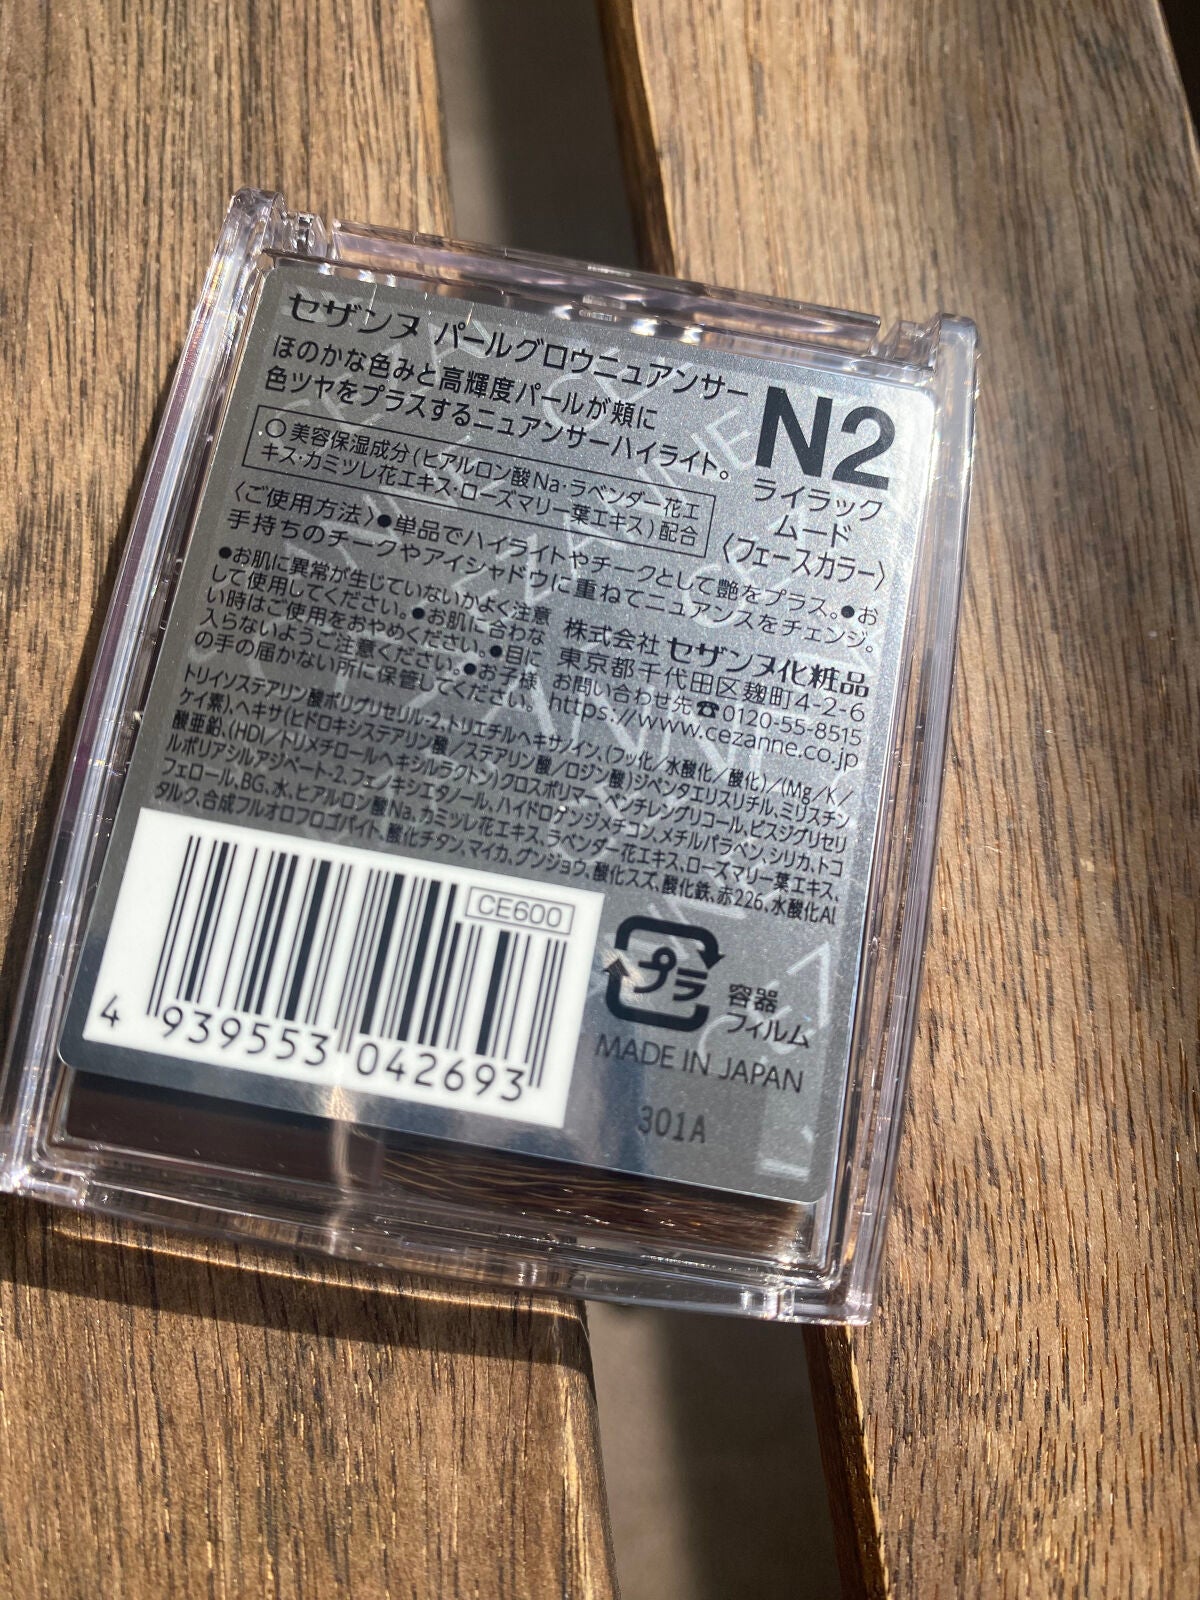 セザンヌ パールグロウニュアンサー
ほのかな色みと高輝度パールが頬に
色ツヤをプラスするニュアンサーハイライト。
N2
ライラック
ムード
〈フェースカラー〉
○美容保湿成分(ヒアルロン酸Na・ラベンダー花エ
キス・カミツレ花エキス・ローズマリー葉エキス)配合
〈ご使用方法〉●単品でハイライトやチークとして艶をプラス。●お
手持ちのチークやアイシャドウに重ねてニュアンスをチェンジ。
●お肌に異常が生じていないかよく注意
して使用してください。●お肌に合わな
い時はご使用をおやめください。●目に
入らないようご注意ください。●お子様
の手の届かない所に保管してください。
株式会社 セザンヌ化粧品
東京都千代田区麹町4-2-6
お問い合わせ先☎0120-55-8515
https://www.cezanne.co.jp
タルク、合成フルオロフロゴパイト、酸化チタン、マイカ、グンジョウ、酸化スズ、酸化鉄、赤226、水酸化Al
フェロール、BG、水、ヒアルロン酸Na、カミツレ花エキス、ラベンダー花エキス、ローズマリー葉エキス、
ルポリアシルアジペート-2、フェノキシエタノール、ハイドロゲンジメチコン、メチルパラベン、シリカ、トコ
酸亜鉛、(HDI/トリメチロールヘキシルラクトン)クロスポリマー、ペンチレングリコール、ビスジグリセリ
ケイ素)、ヘキサ(ヒドロキシステアリン酸/ステアリン酸/ロジン酸)ジペンタエリスリチル、ミリスチン
トリイソステアリン酸ポリグリセリル-2、トリエチルヘキサノイン、(フッ化/水酸化/酸化)/(Mg/K/
CE600
4 939553 042693
プラ
容器
フィルム
MADE IN JAPAN
301A